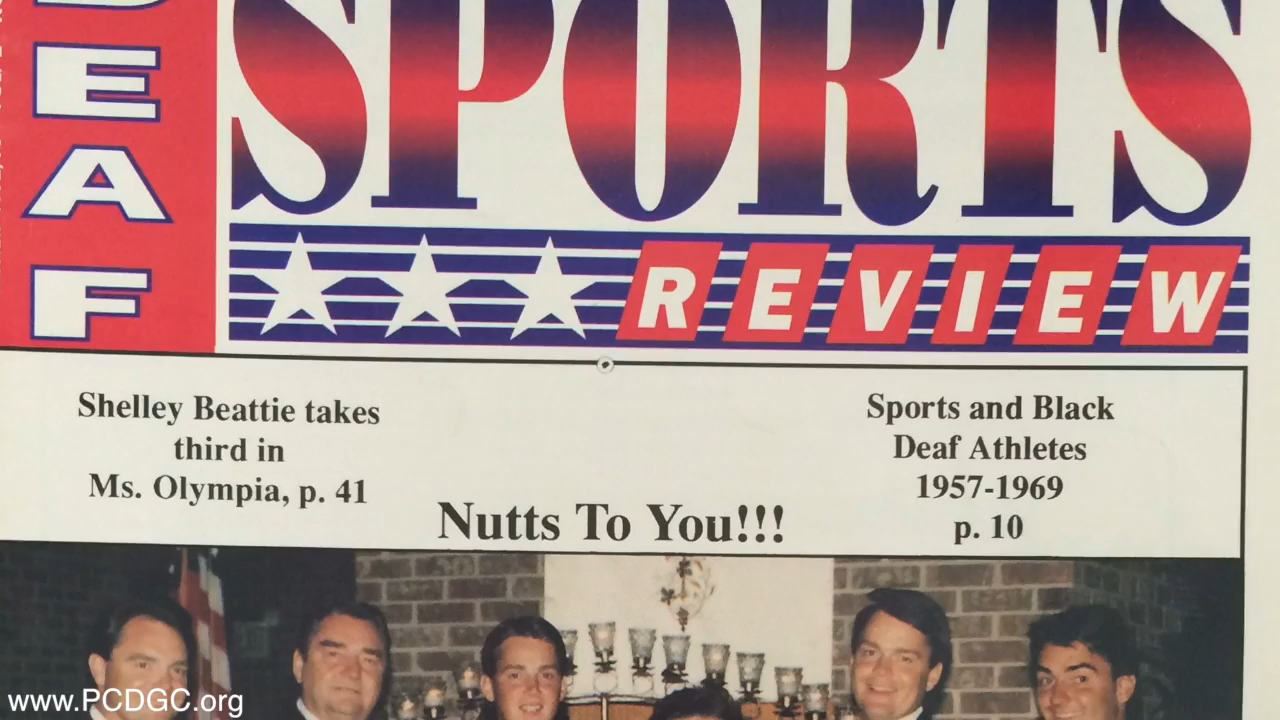 DEAF
SPORTS
REVIEW
Shelley Beattie takes
third in
Ms. Olympia, p. 41
Nutts To You!!!
Sports and Black
Deaf Athletes
1957-1969
p. 10
www.PCDGC.org